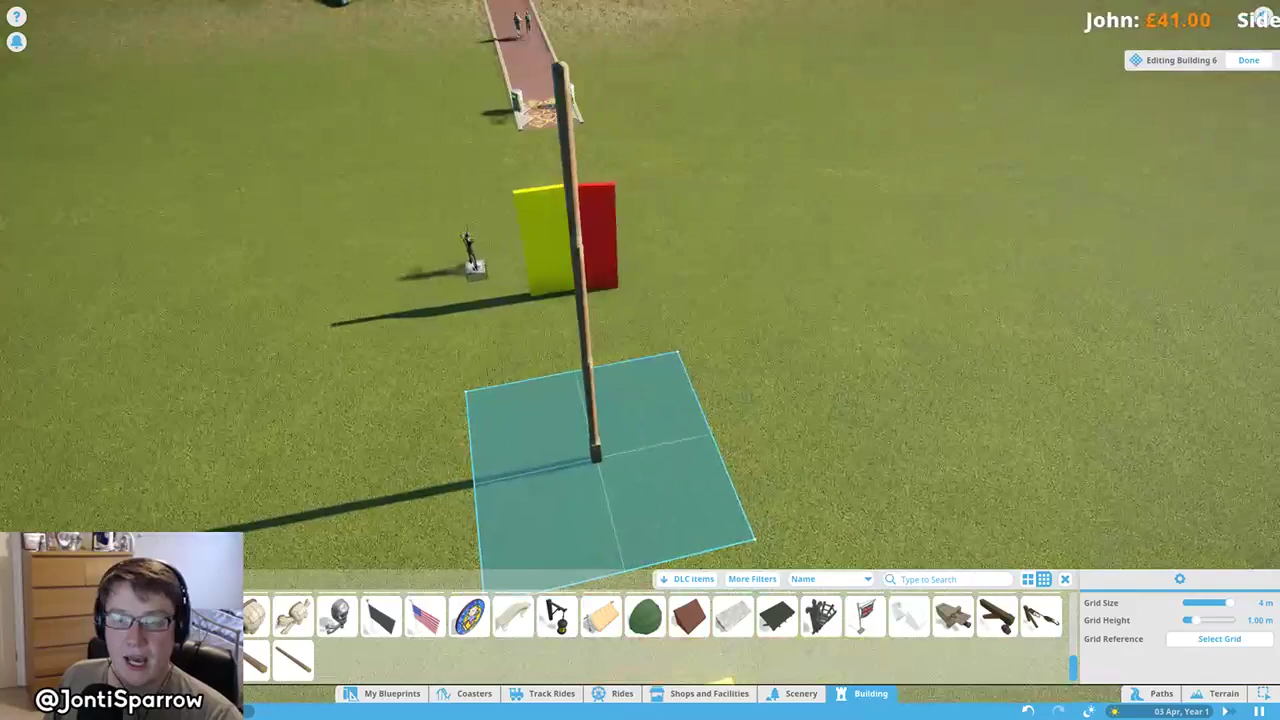 ?
John: £41.00 Side
Editing Building 6 Done
DLC items More Filters Name Type to Search
Grid Size 4 m
Grid Height 1.00 m
Grid Reference Select Grid
@JontiSparrow
My Blueprints Coasters Track Rides Rides Shops and Facilities Scenery Building Paths Terrain
03 Apr, Year 1